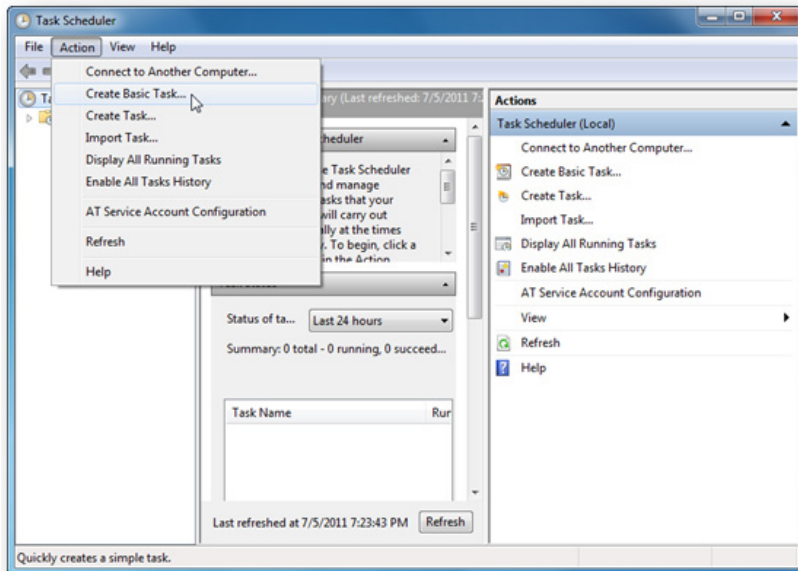 Task Scheduler
File Action View Help
Connect to Another Computer...
Create Basic Task...
Create Task...
Import Task...
Display All Running Tasks
Enable All Tasks History
AT Service Account Configuration
Refresh
Help
(Last refreshed: 7/5/2011 7:
Task Scheduler
and manage
tasks that your
will carry out
at the times
To begin, click a
in the Action
Status of ta... Last 24 hours
Summary: 0 total - 0 running, 0 succeed...
Task Name Rur
Last refreshed at 7/5/2011 7:23:43 PM Refresh
Actions
Task Scheduler (Local)
Connect to Another Computer...
Create Basic Task...
Create Task...
Import Task...
Display All Running Tasks
Enable All Tasks History
AT Service Account Configuration
View
Refresh
Help
Quickly creates a simple task.